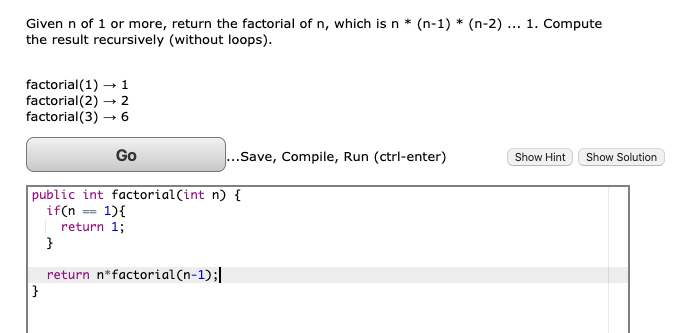 Given n of 1 or more, return the factorial of n, which is n * (n-1) * (n-2) ... 1. Compute
the result recursively (without loops).
factorial(1) → 1
factorial(2) → 2
factorial(3) → 6
Go ...Save, Compile, Run (ctrl-enter) Show Hint Show Solution
public int factorial(int n) {
  if(n == 1){
    return 1;
  }
  return n*factorial(n-1);
}